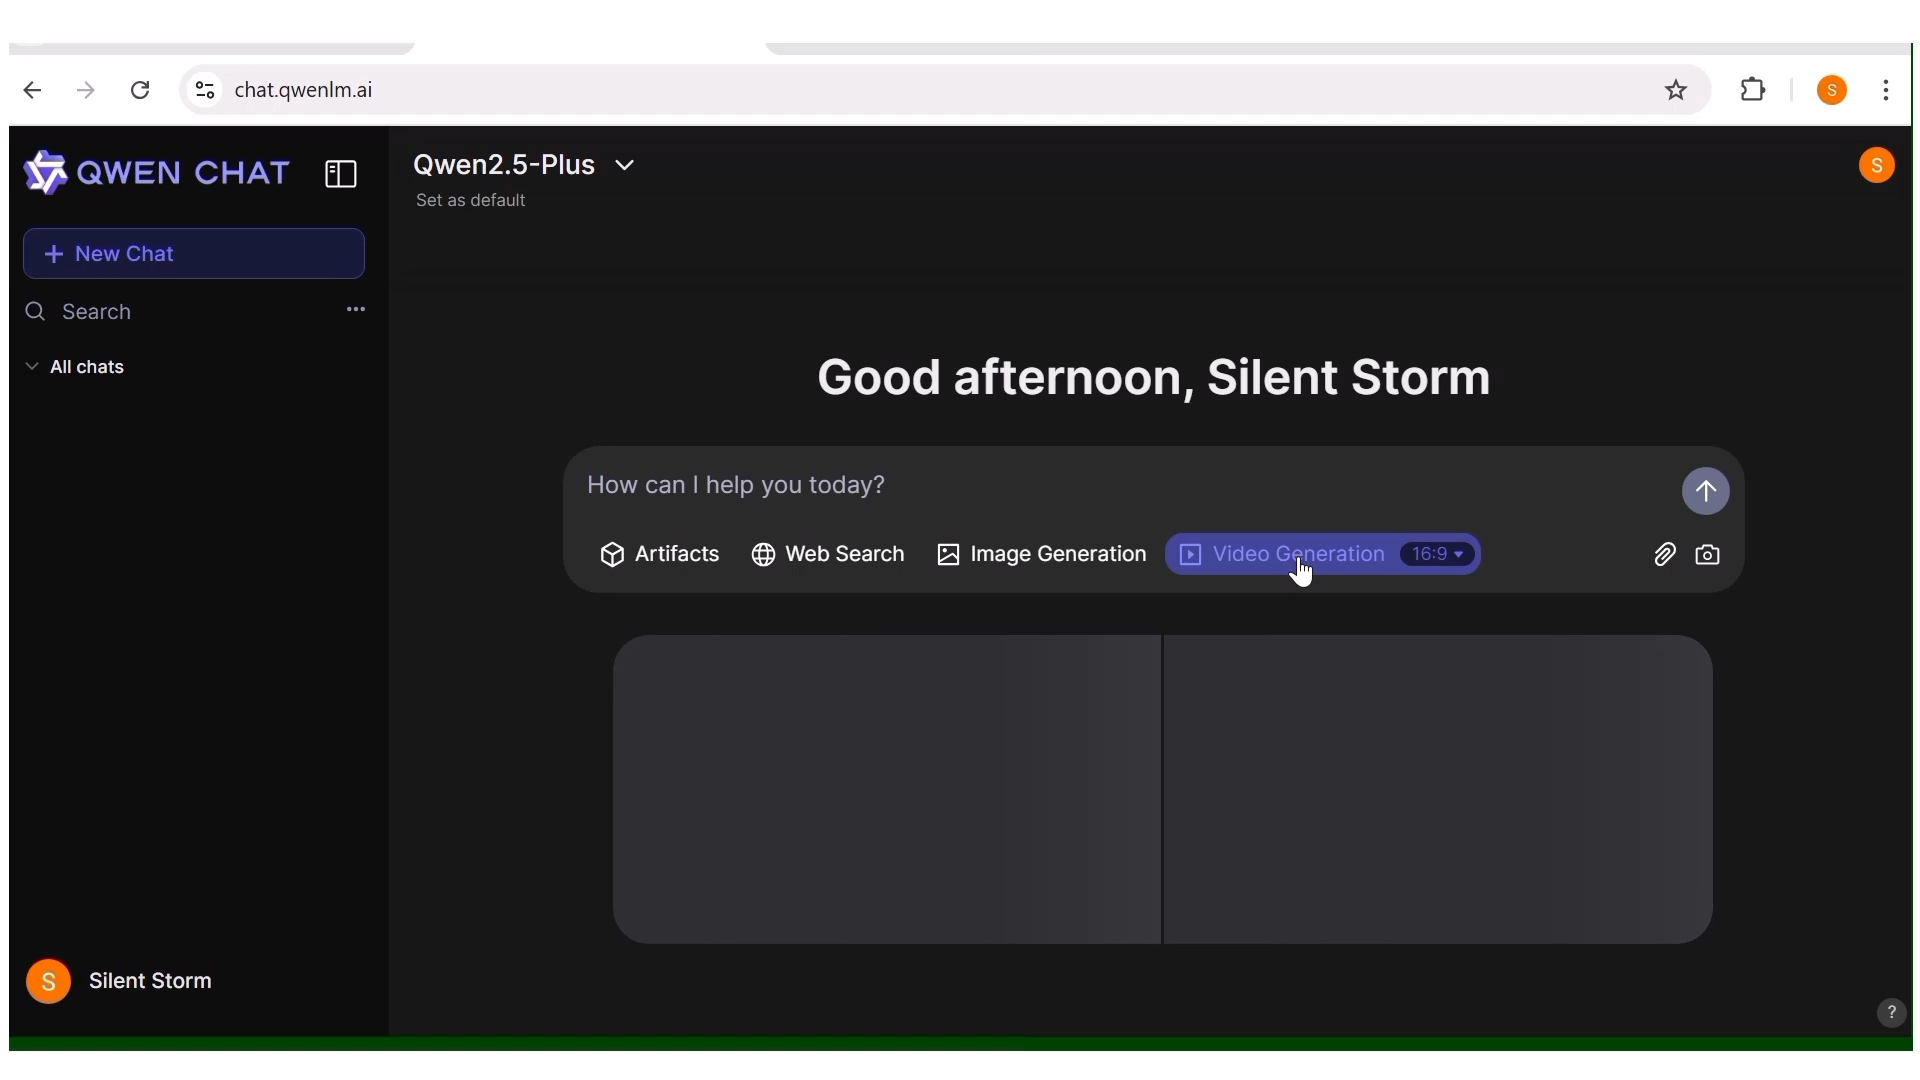 chat.qwenlm.ai
S
QWEN CHAT
Qwen2.5-Plus
S
Set as default
+ New Chat
Search
All chats
Good afternoon, Silent Storm
How can I help you today?
Artifacts
Web Search
Image Generation
Video Generation
16:9
S
Silent Storm
?